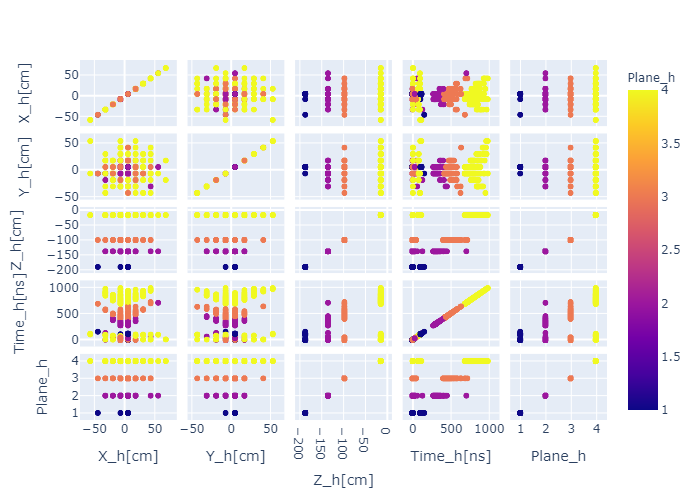 Plane_h
X_h[cm]
50
0
−50
4
3.5
3
2.5
2
1.5
1
Y_h[cm]
50
0
−50
Z_h[cm]
0
−50
−100
−150
−200
Time_h[ns]
1000
500
0
Plane_h
4
3
2
1
−50 0 50
−50 0 50
−200 −150 −100 −50 0
0 500 1000
1 2 3 4
X_h[cm] Y_h[cm] Z_h[cm] Time_h[ns] Plane_h